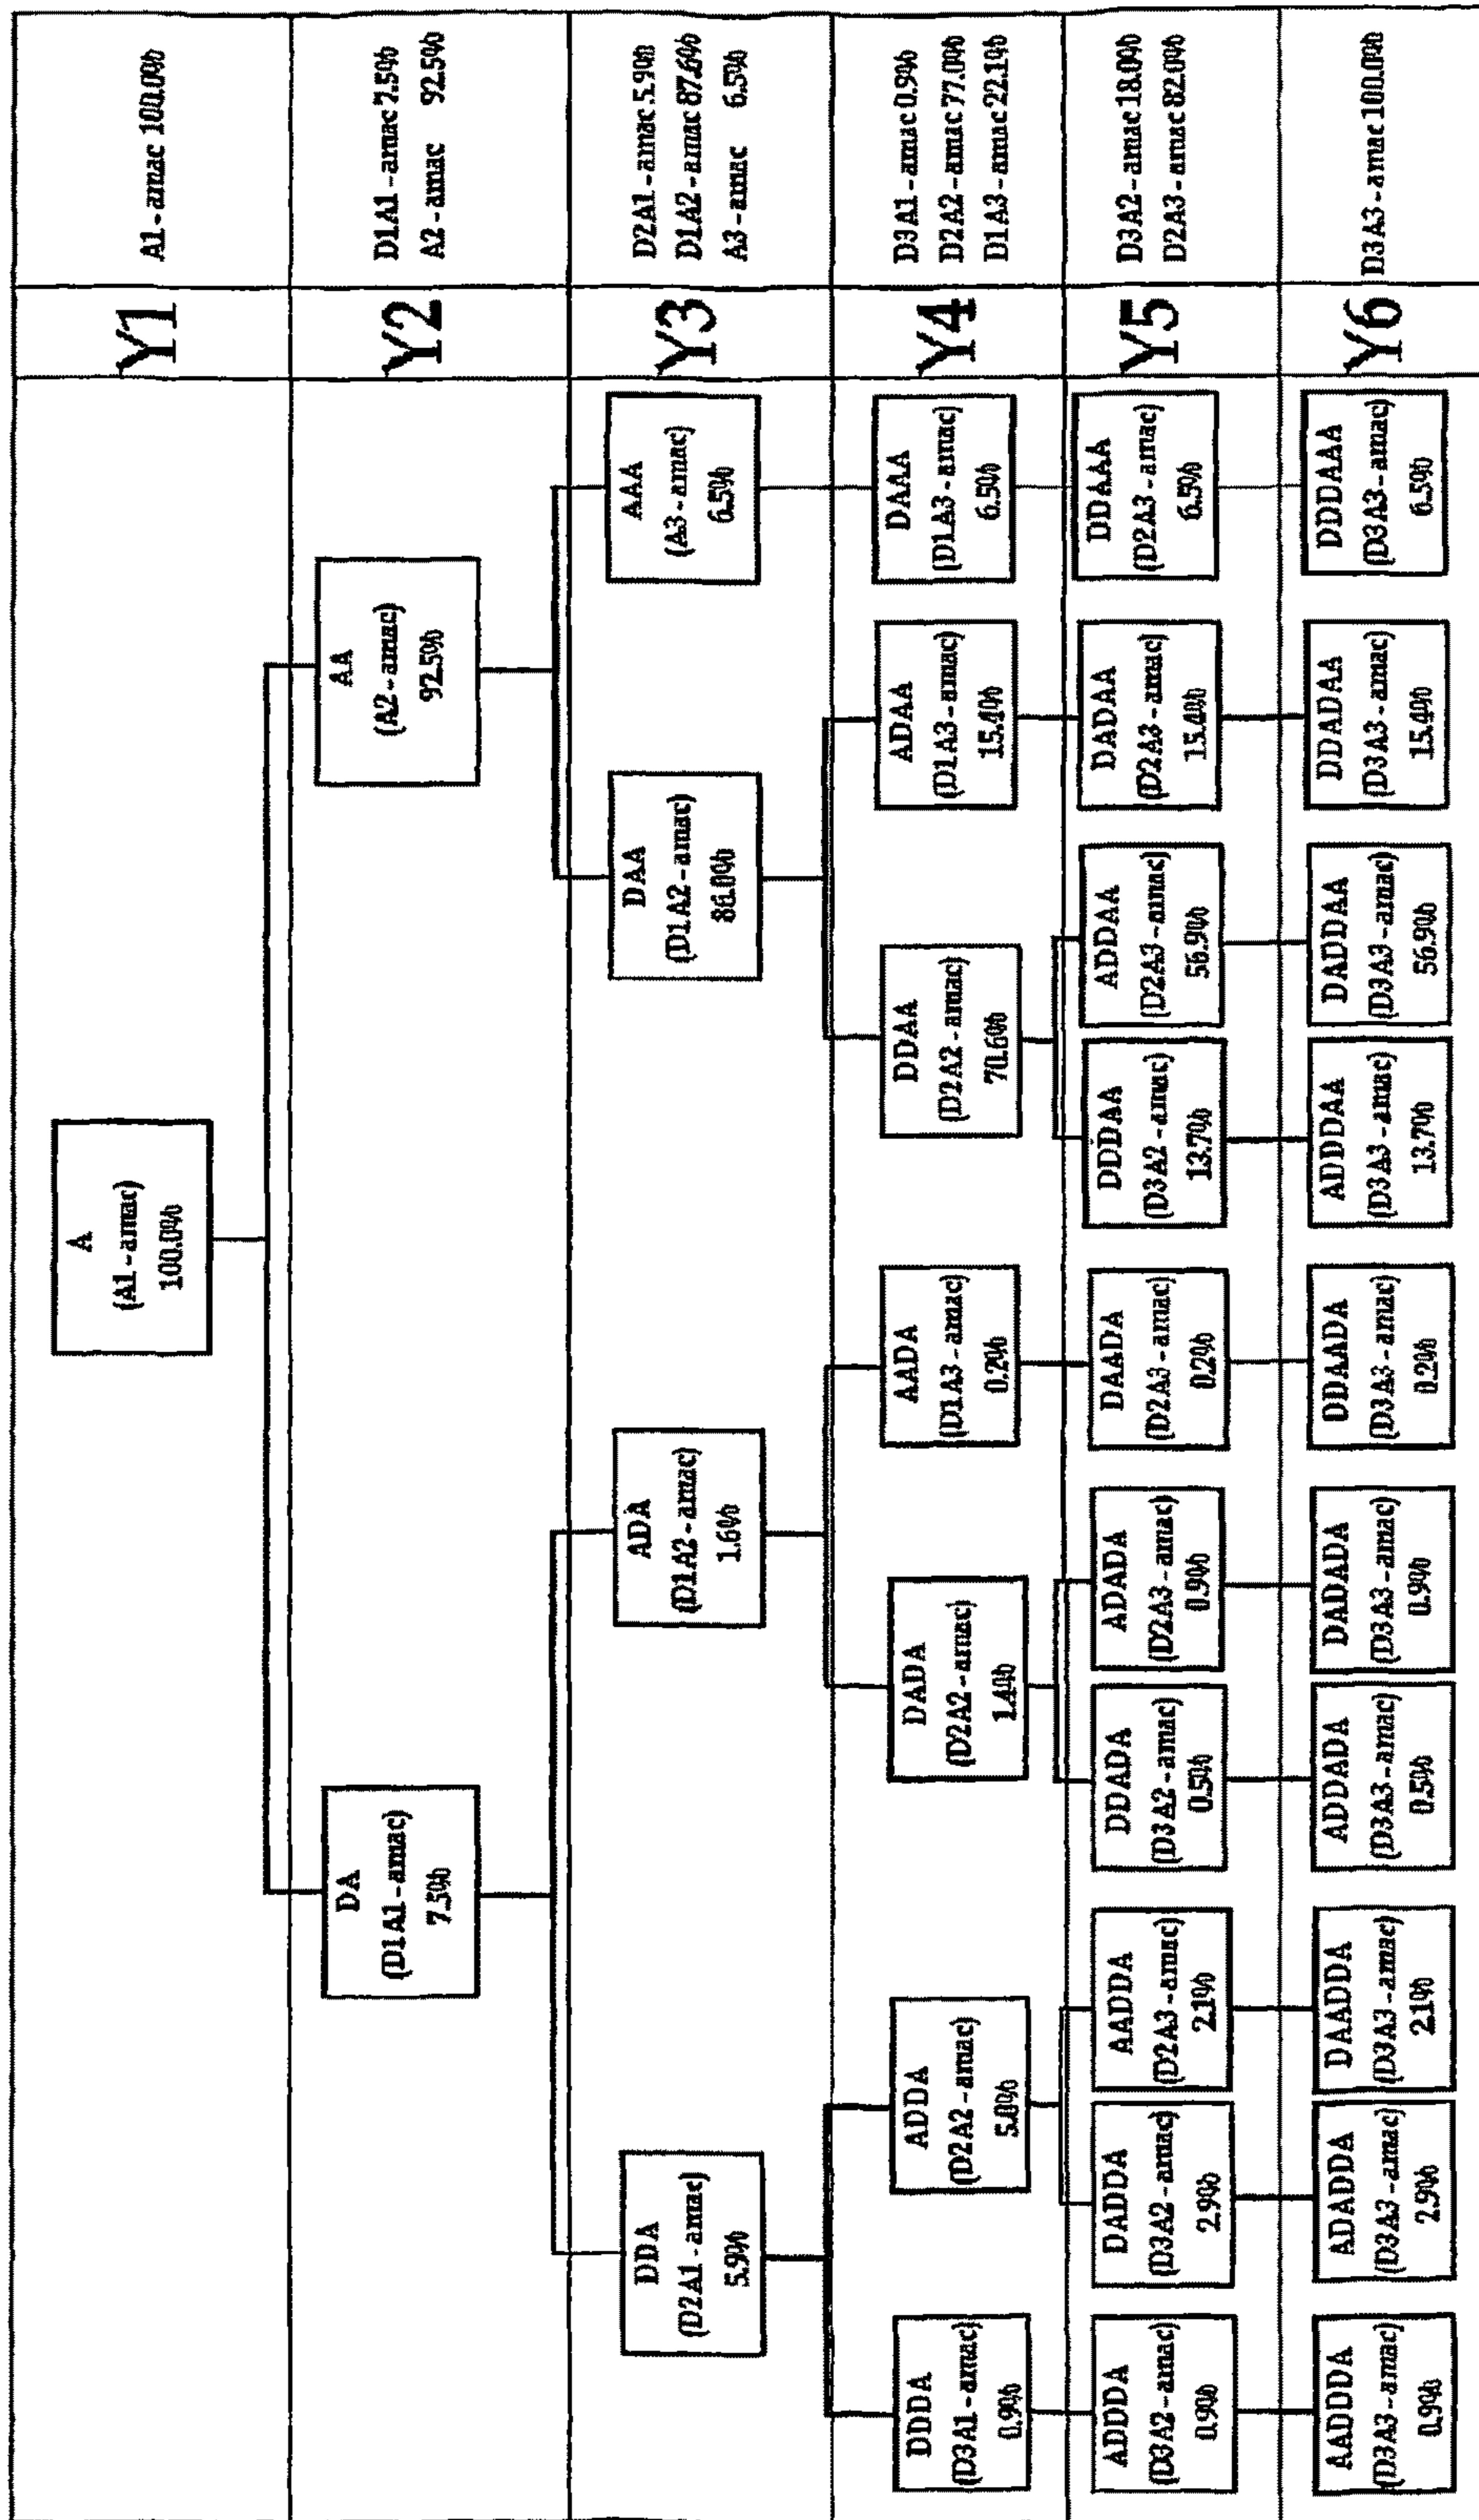 A
(A1-amac)
100.0%
Y1
A1-amac 100.0%
DA
(D1A1-amac)
7.5%
AA
(A2-amac)
92.5%
Y2
D1A1-amac 7.5%
A2-amac 92.5%
DDA
(D2A1-amac)
5.9%
ADA
(D1A2-amac)
1.6%
DAA
(D1A2-amac)
86.0%
AAA
(A3-amac)
6.5%
Y3
D2A1-amac 5.9%
D1A2-amac 87.6%
A3-amac 6.5%
DDDA
(D3A1-amac)
0.9%
ADDA
(D2A2-amac)
5.0%
DADA
(D2A2-amac)
1.4%
AADA
(D1A3-amac)
0.2%
DDAA
(D2A2-amac)
70.6%
ADAA
(D1A3-amac)
15.4%
DAAA
(D1A3-amac)
6.5%
Y4
D3A1-amac 0.9%
D2A2-amac 77.0%
D1A3-amac 22.1%
ADDDA
(D3A2-amac)
0.9%
DADDA
(D3A2-amac)
2.9%
AADDA
(D2A3-amac)
2.1%
DDADA
(D3A2-amac)
0.5%
ADADA
(D2A3-amac)
0.9%
DAADA
(D2A3-amac)
0.2%
DDDAA
(D3A2-amac)
13.7%
ADDAA
(D2A3-amac)
56.9%
DADAA
(D2A3-amac)
15.4%
DDAAA
(D2A3-amac)
6.5%
Y5
D3A2-amac 18.0%
D2A3-amac 82.0%
AADDDA
(D3A3-amac)
0.9%
ADADDA
(D3A3-amac)
2.9%
DAADDA
(D3A3-amac)
2.1%
ADDADA
(D3A3-amac)
0.5%
DADADA
(D3A3-amac)
0.9%
DDAADA
(D3A3-amac)
0.2%
ADDDAA
(D3A3-amac)
13.7%
DADDAA
(D3A3-amac)
56.9%
DDADAA
(D3A3-amac)
15.4%
DDDAAA
(D3A3-amac)
6.5%
Y6
D3A3-amac 100.0%